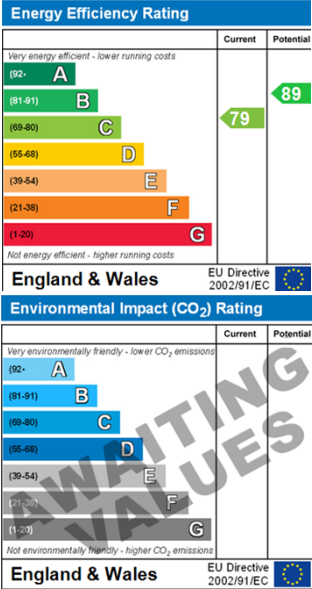 Energy Efficiency Rating
Current Potential
Very energy efficient - lower running costs
(92- A
(81-91) B
(69-80) C
(55-68) D
(39-54) E
(21-38) F
(1-20) G
79
89
Not energy efficient - higher running costs
England & Wales
EU Directive
2002/91/EC
Environmental Impact (CO2) Rating
Current Potential
Very environmentally friendly - lower CO2 emissions
(92- A
(81-91) B
(69-80) C
(55-68) D
(39-54) E
(21-38) F
(1-20) G
AWAITING
VALUES
Not environmentally friendly - higher CO2 emissions
England & Wales
EU Directive
2002/91/EC